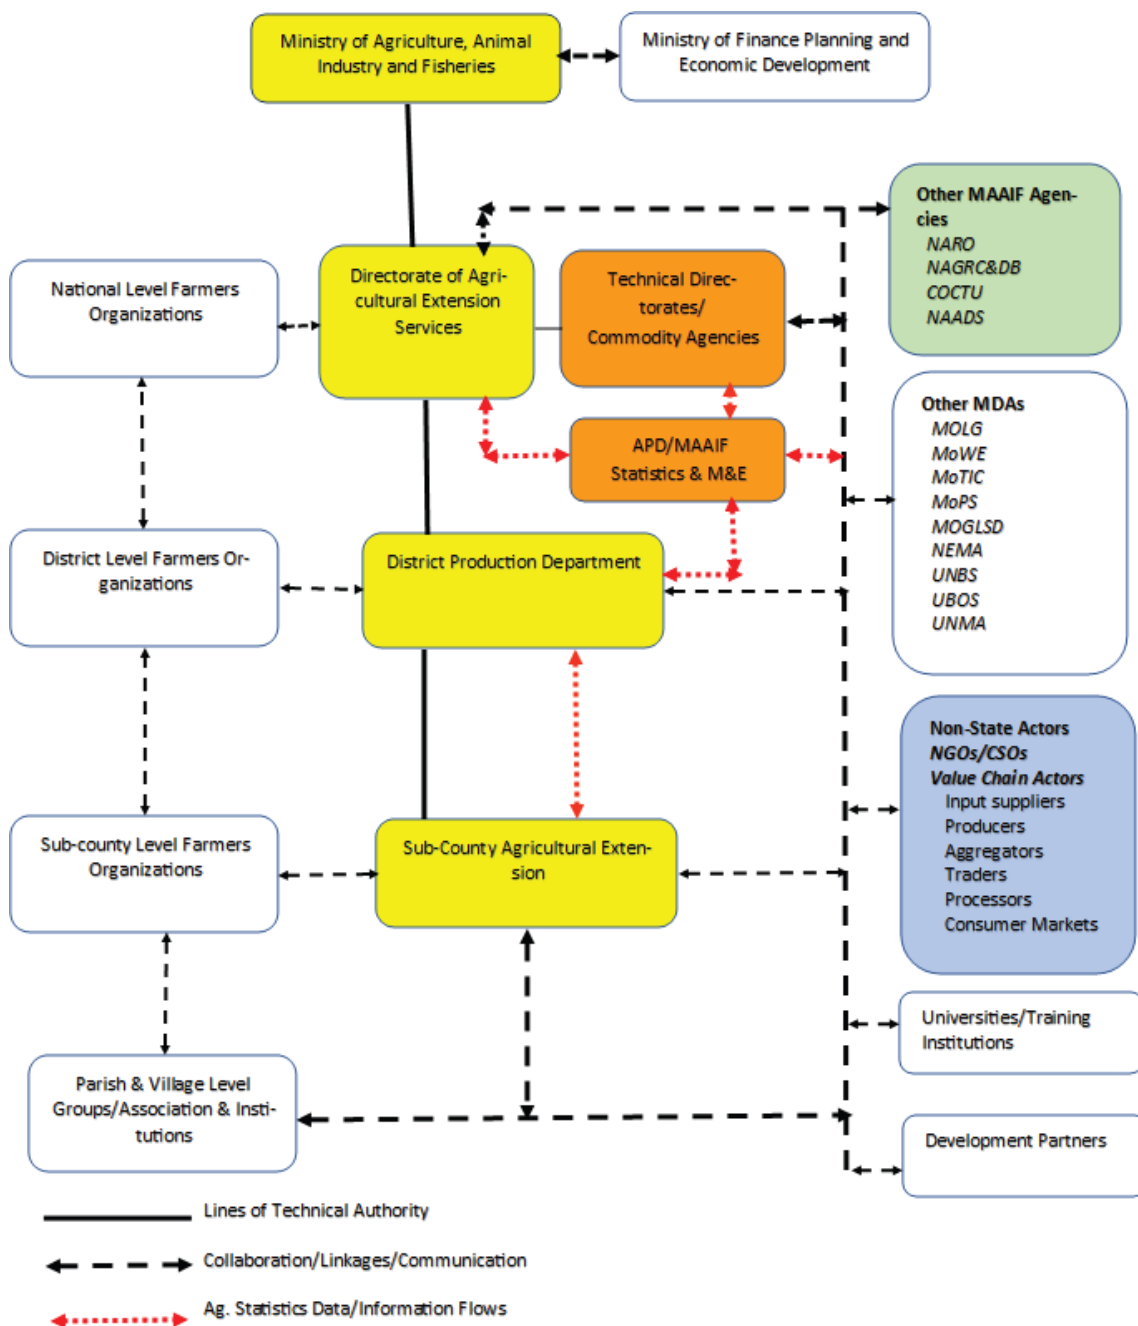 Ministry of Agriculture, Animal
Industry and Fisheries
Ministry of Finance Planning and
Economic Development
Other MAAIF Agen-
cies
NARO
NAGRC&DB
COCTU
NAADS
National Level Farmers
Organizations
Directorate of Agri-
cultural Extension
Services
Technical Direc-
torates/
Commodity Agencies
APD/MAAIF
Statistics & M&E
Other MDAs
MOLG
MoWE
MoTIC
MoPS
MOGLSD
NEMA
UNBS
UBOS
UNMA
District Level Farmers Or-
ganizations
District Production Department
Non-State Actors
NGOs/CSOs
Value Chain Actors
Input suppliers
Producers
Aggregators
Traders
Processors
Consumer Markets
Sub-county Level Farmers
Organizations
Sub-County Agricultural Exten-
sion
Universities/Training
Institutions
Parish & Village Level
Groups/Association & Insti-
tutions
Development Partners
Lines of Technical Authority
Collaboration/Linkages/Communication
Ag. Statistics Data/Information Flows